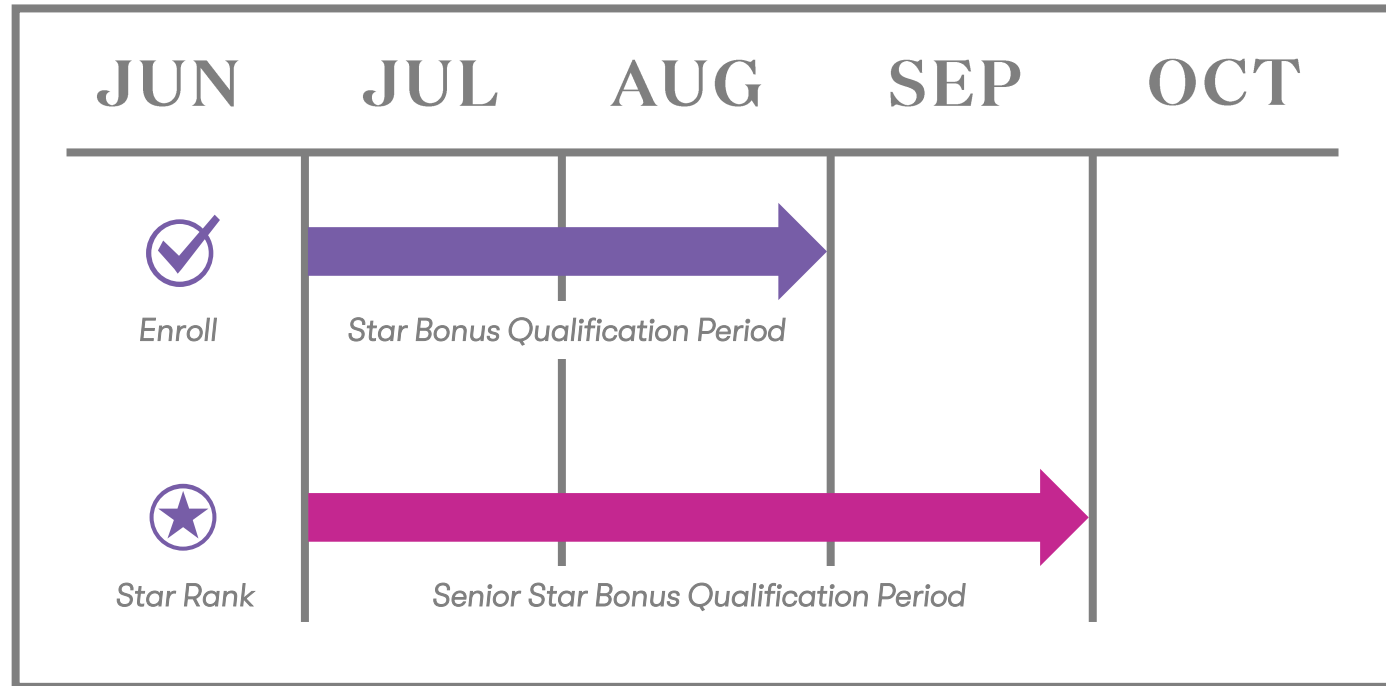 JUN JUL AUG SEP OCT
Enroll Star Bonus Qualification Period
Star Rank Senior Star Bonus Qualification Period